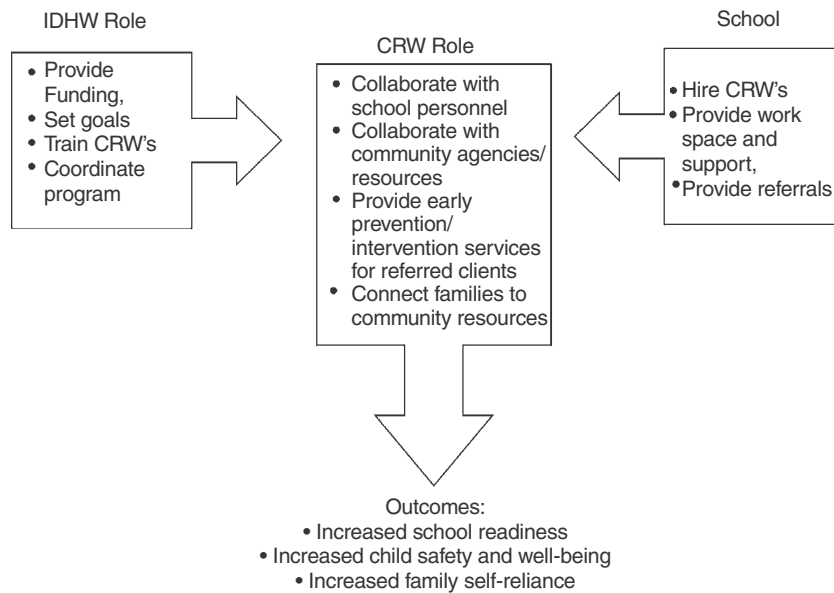 IDHW Role
• Provide
Funding,
• Set goals
• Train CRW's
• Coordinate
program
CRW Role
• Collaborate with
school personnel
• Collaborate with
community agencies/
resources
• Provide early
prevention/
intervention services
for referred clients
• Connect families to
community resources
School
• Hire CRW's
• Provide work
space and
support,
• Provide referrals
Outcomes:
• Increased school readiness
• Increased child safety and well-being
• Increased family self-reliance